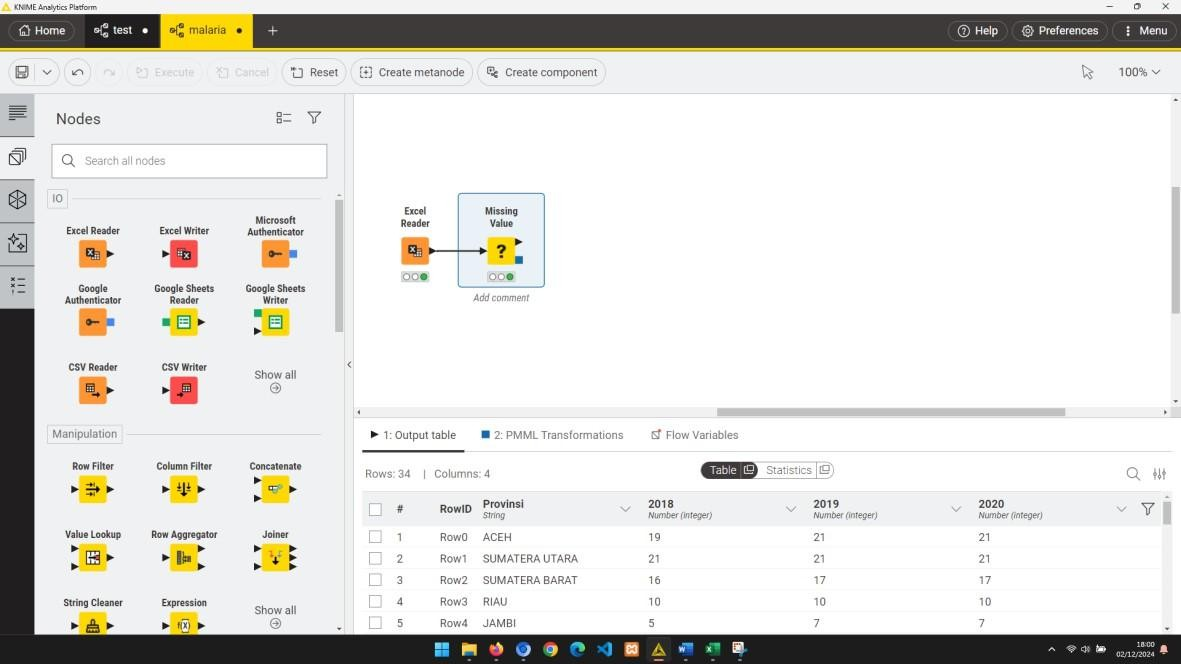 KNIME Analytics Platform
Home
test
malaria
Help
Preferences
Menu
Execute
Cancel
Reset
Create metanode
Create component
100%
Nodes
Search all nodes
IO
Excel Reader
Excel Writer
Microsoft
Authenticator
Google
Authenticator
Google Sheets
Reader
Google Sheets
Writer
CSV Reader
CSV Writer
Show all
Manipulation
Row Filter
Column Filter
Concatenate
Value Lookup
Row Aggregator
Joiner
String Cleaner
Expression
Show all
Excel
Reader
Missing
Value
Add comment
1: Output table
2: PMML Transformations
Flow Variables
Rows: 34 | Columns: 4
Table
Statistics
# RowID Provinsi 2018 2019 2020
String Number (integer) Number (integer) Number (integer)
1 Row0 ACEH 19 21 21
2 Row1 SUMATERA UTARA 21 21 21
3 Row2 SUMATERA BARAT 16 17 17
4 Row3 RIAU 10 10 10
5 Row4 JAMBI 5 7 7
18:00
02/12/2024